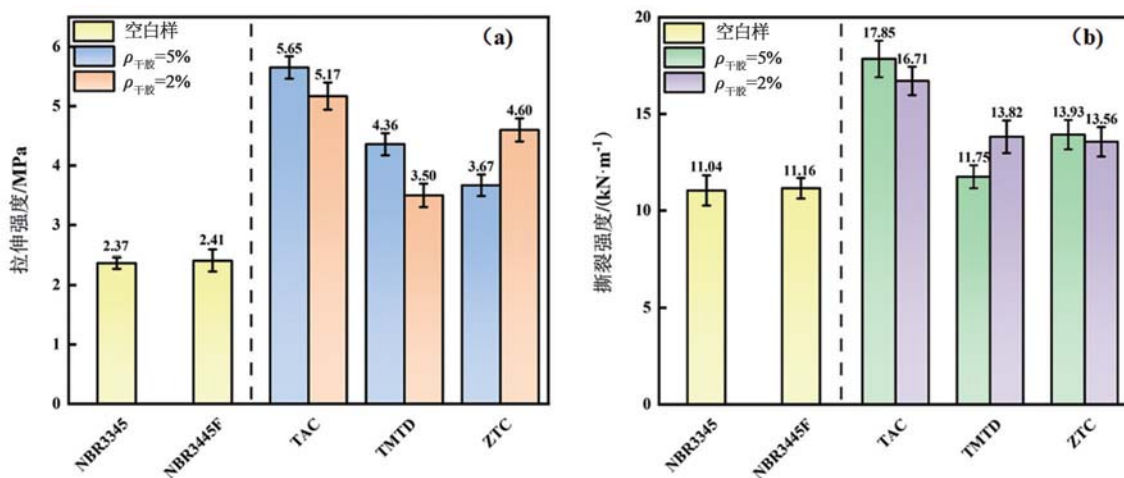 (a)
空白样
ρ干胶=5%
ρ干胶=2%
拉伸强度/MPa
6
5
4
3
2
1
0
2.37
2.41
5.65
5.17
4.36
3.50
3.67
4.60
NBR3345
NBR3445F
TAC
TMTD
ZTC
(b)
空白样
ρ干胶=5%
ρ干胶=2%
撕裂强度/(kN·m⁻¹)
20
15
10
5
0
11.04
11.16
17.85
16.71
11.75
13.82
13.93
13.56
NBR3345
NBR3445F
TAC
TMTD
ZTC